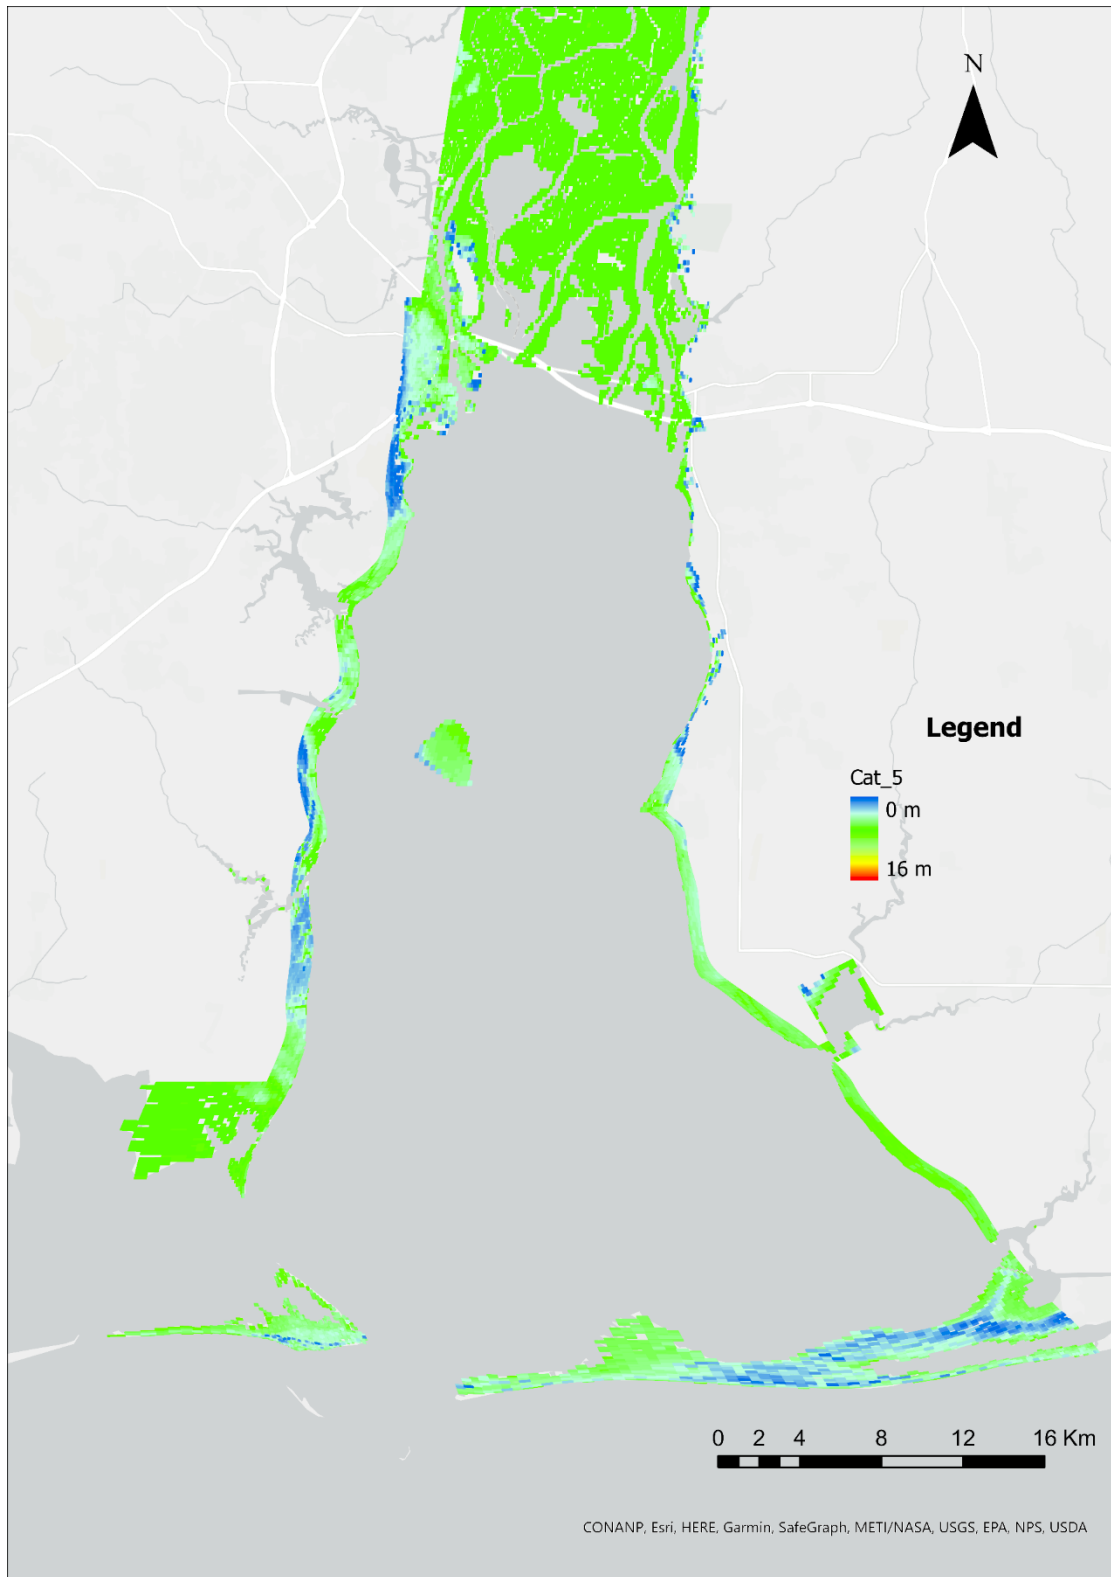 N
Legend
Cat_5
0 m
16 m
0 2 4 8 12 16 Km
CONANP, Esri, HERE, Garmin, SafeGraph, METI/NASA, USGS, EPA, NPS, USDA